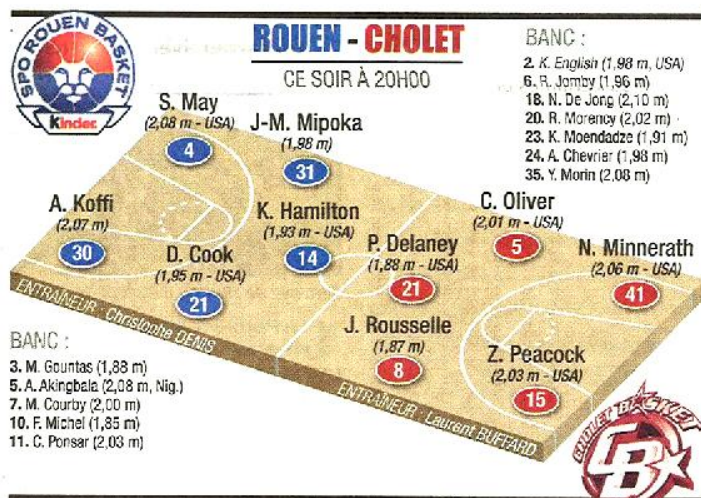 SPO ROUEN BASKET
Kinder
ROUEN - CHOLET
CE SOIR À 20H00
S. May
(2,08 m - USA)
4
J-M. Mipoka
(1,98 m)
31
A. Koffi
(2,07 m)
30
K. Hamilton
(1,93 m - USA)
14
D. Cook
(1,95 m - USA)
21
ENTRAÎNEUR : Christophe DENIS
BANC :
3. M. Gountas (1,88 m)
5. A. Akingbala (2,08 m, Nig.)
7. M. Courby (2,00 m)
10. F. Michel (1,85 m)
11. C. Ponsar (2,03 m)
BANC :
2. K. English (1,98 m, USA)
6. R. Jomby (1,96 m)
18. N. De Jong (2,10 m)
20. R. Morency (2,02 m)
23. K. Moendadze (1,91 m)
24. A. Chevrier (1,98 m)
35. Y. Morin (2,08 m)
C. Oliver
(2,01 m - USA)
5
P. Delaney
(1,88 m - USA)
21
N. Minnerath
(2,06 m - USA)
41
J. Rousselle
(1,87 m)
8
Z. Peacock
(2,03 m - USA)
15
ENTRAÎNEUR : Laurent BUFFARD
CHOLET BASKET
CB